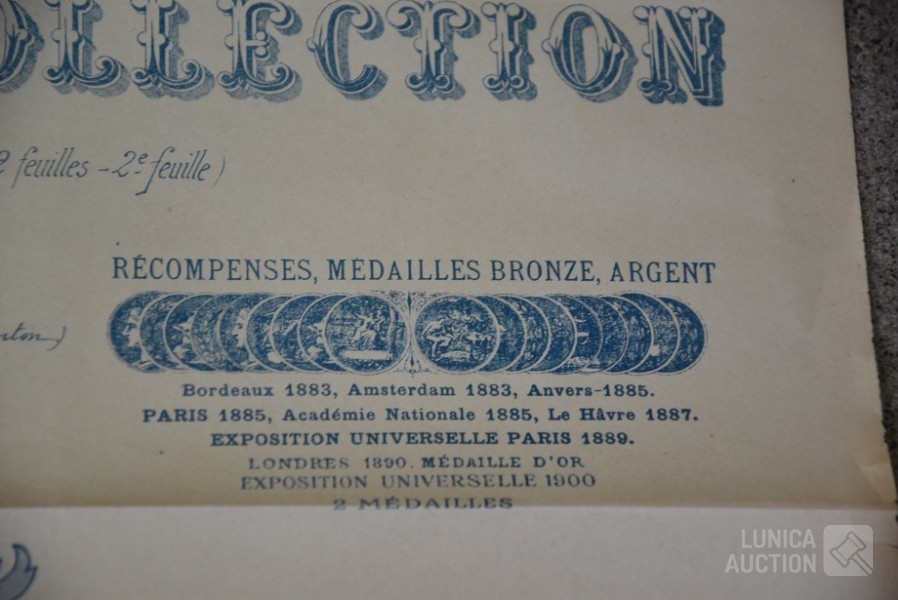 OLLECTION
2 feuilles - 2e feuille)
RÉCOMPENSES, MÉDAILLES BRONZE, ARGENT
Bordeaux 1883, Amsterdam 1883, Anvers-1885.
PARIS 1885, Académie Nationale 1885, Le Hâvre 1887.
EXPOSITION UNIVERSELLE PARIS 1889.
LONDRES 1890. MÉDAILLE D'OR
EXPOSITION UNIVERSELLE 1900
2 MÉDAILLES
LUNICA
AUCTION